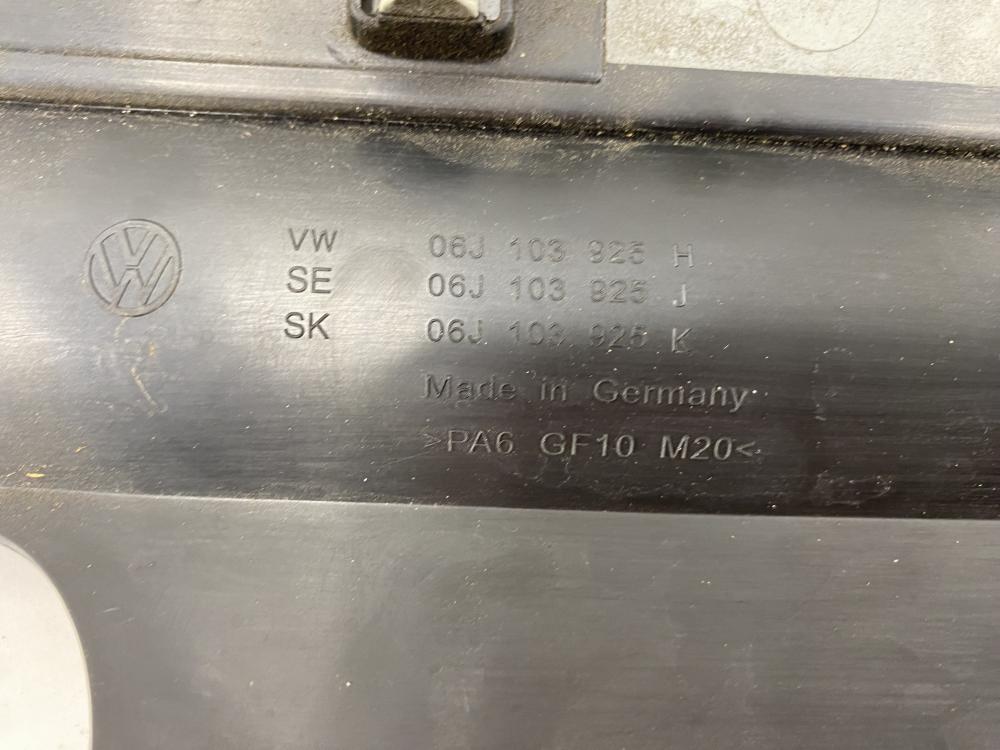 VW 06J 103 925 H
SE 06J 103 925 J
SK 06J 103 925 K
Made in Germany
>PA6 GF10 M20<